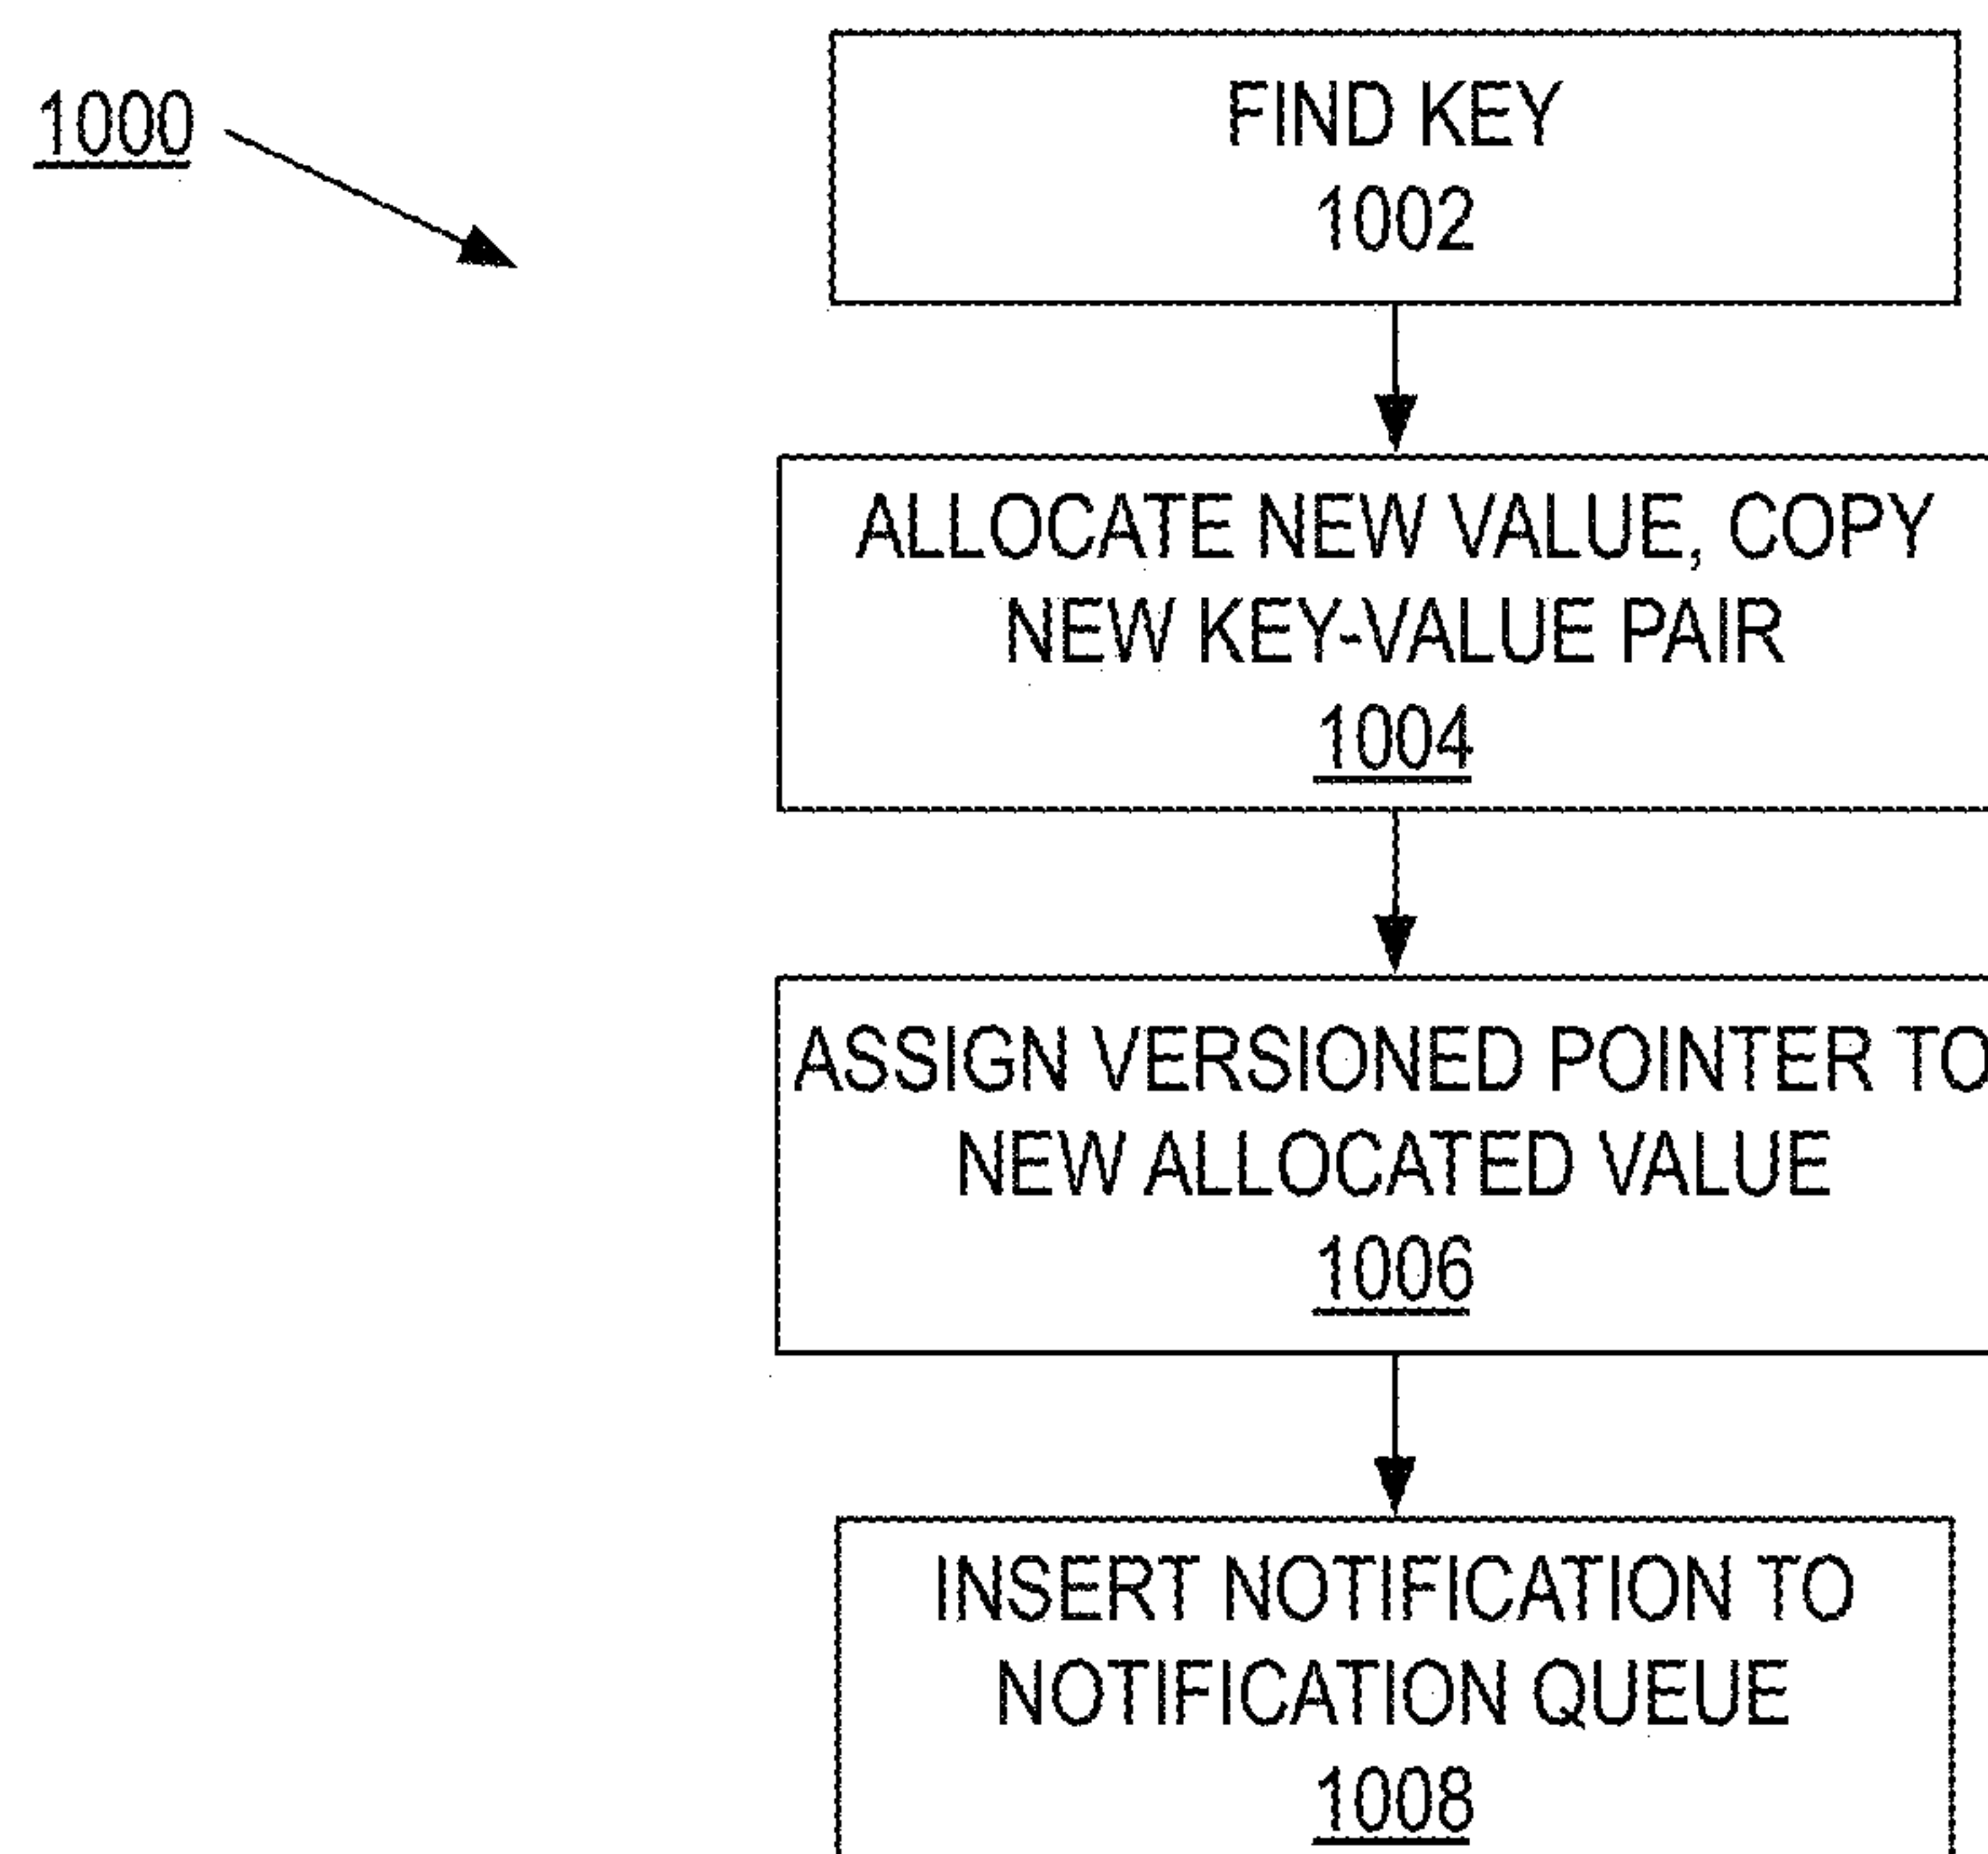 1000
FIND KEY
1002
ALLOCATE NEW VALUE, COPY
NEW KEY-VALUE PAIR
1004
ASSIGN VERSIONED POINTER TO
NEW ALLOCATED VALUE
1006
INSERT NOTIFICATION TO
NOTIFICATION QUEUE
1008